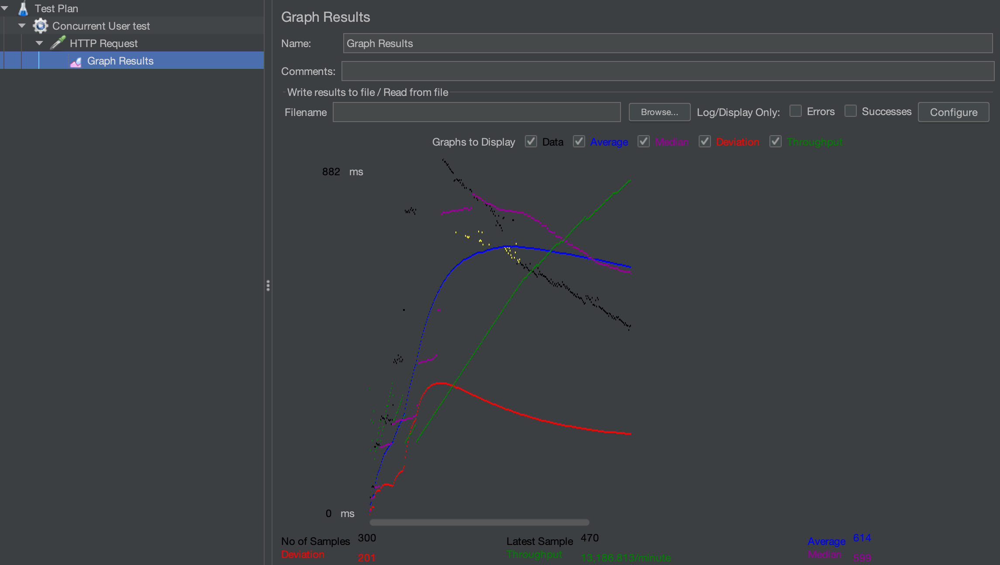 Test Plan
Concurrent User test
HTTP Request
Graph Results
Graph Results
Name: Graph Results
Comments:
Write results to file / Read from file
Filename Browse... Log/Display Only: Errors Successes Configure
Graphs to Display Data Average Median Deviation Throughput
882 ms
0 ms
No of Samples 300 Latest Sample 470 Average 614
Deviation 201 Throughput 13,186.813/minute Median 599